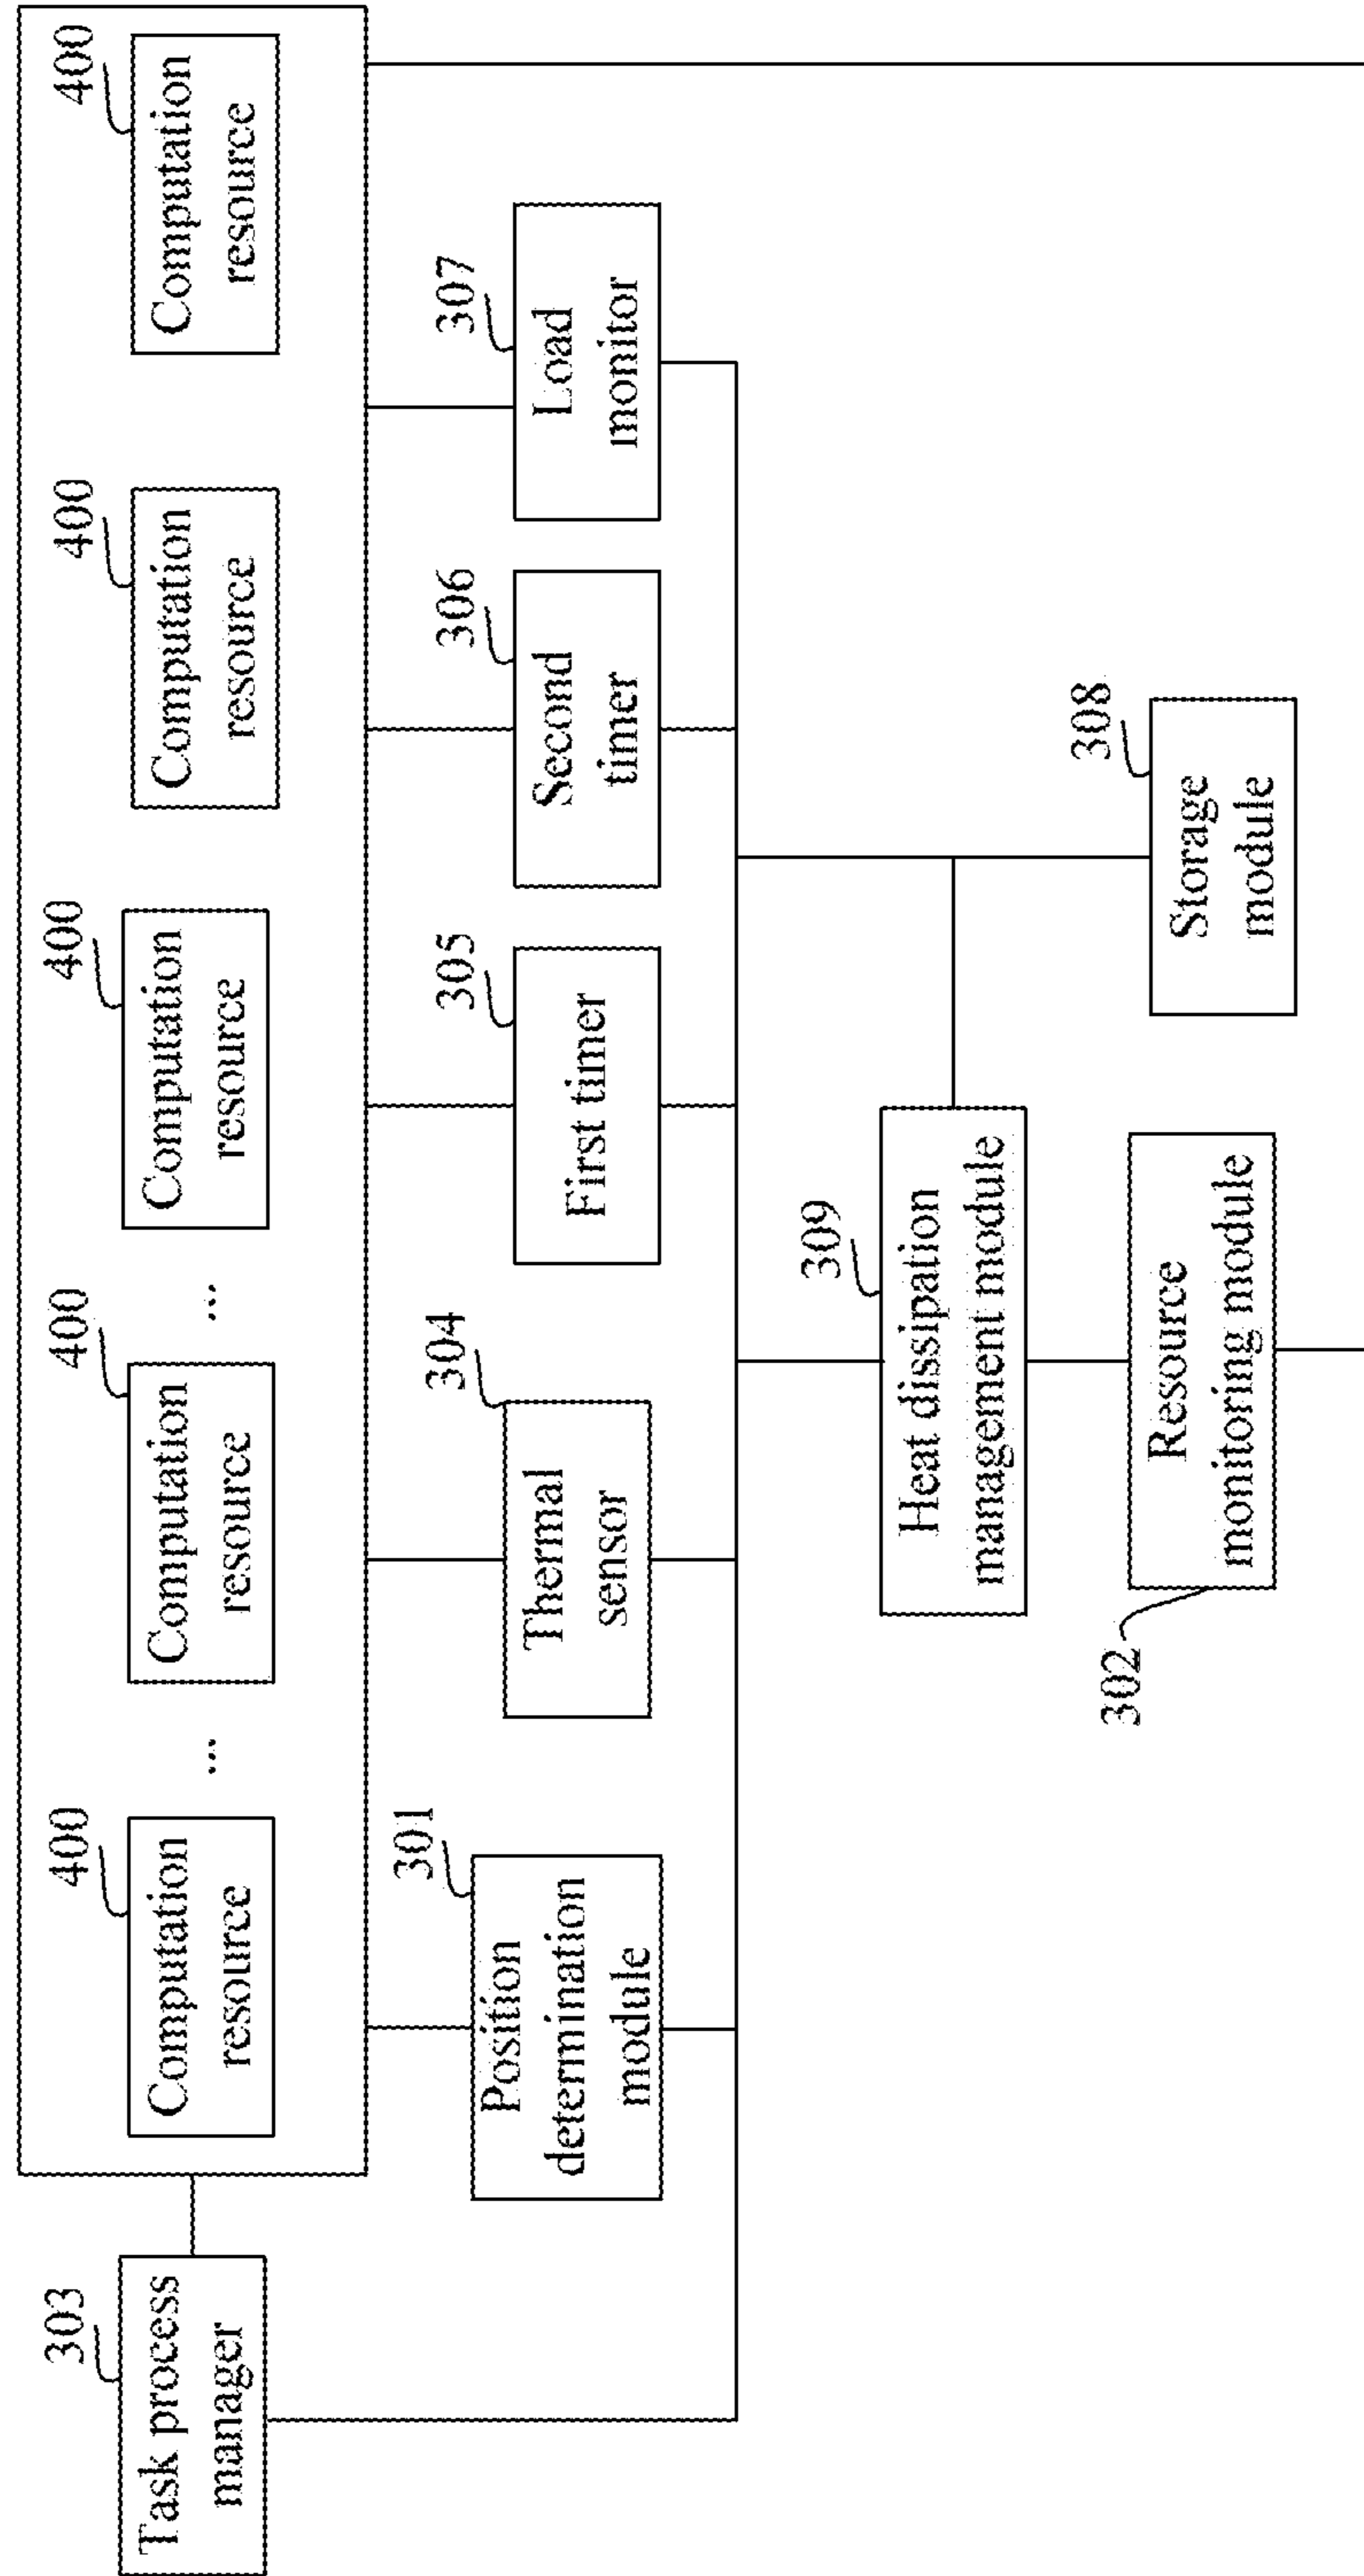 303
Task process
manager
400
Computation
resource
...
400
Computation
resource
...
400
Computation
resource
400
Computation
resource
400
Computation
resource
301
Position
determination
module
304
Thermal
sensor
305
First timer
306
Second
timer
307
Load
monitor
309
Heat dissipation
management module
302
Resource
monitoring module
308
Storage
module